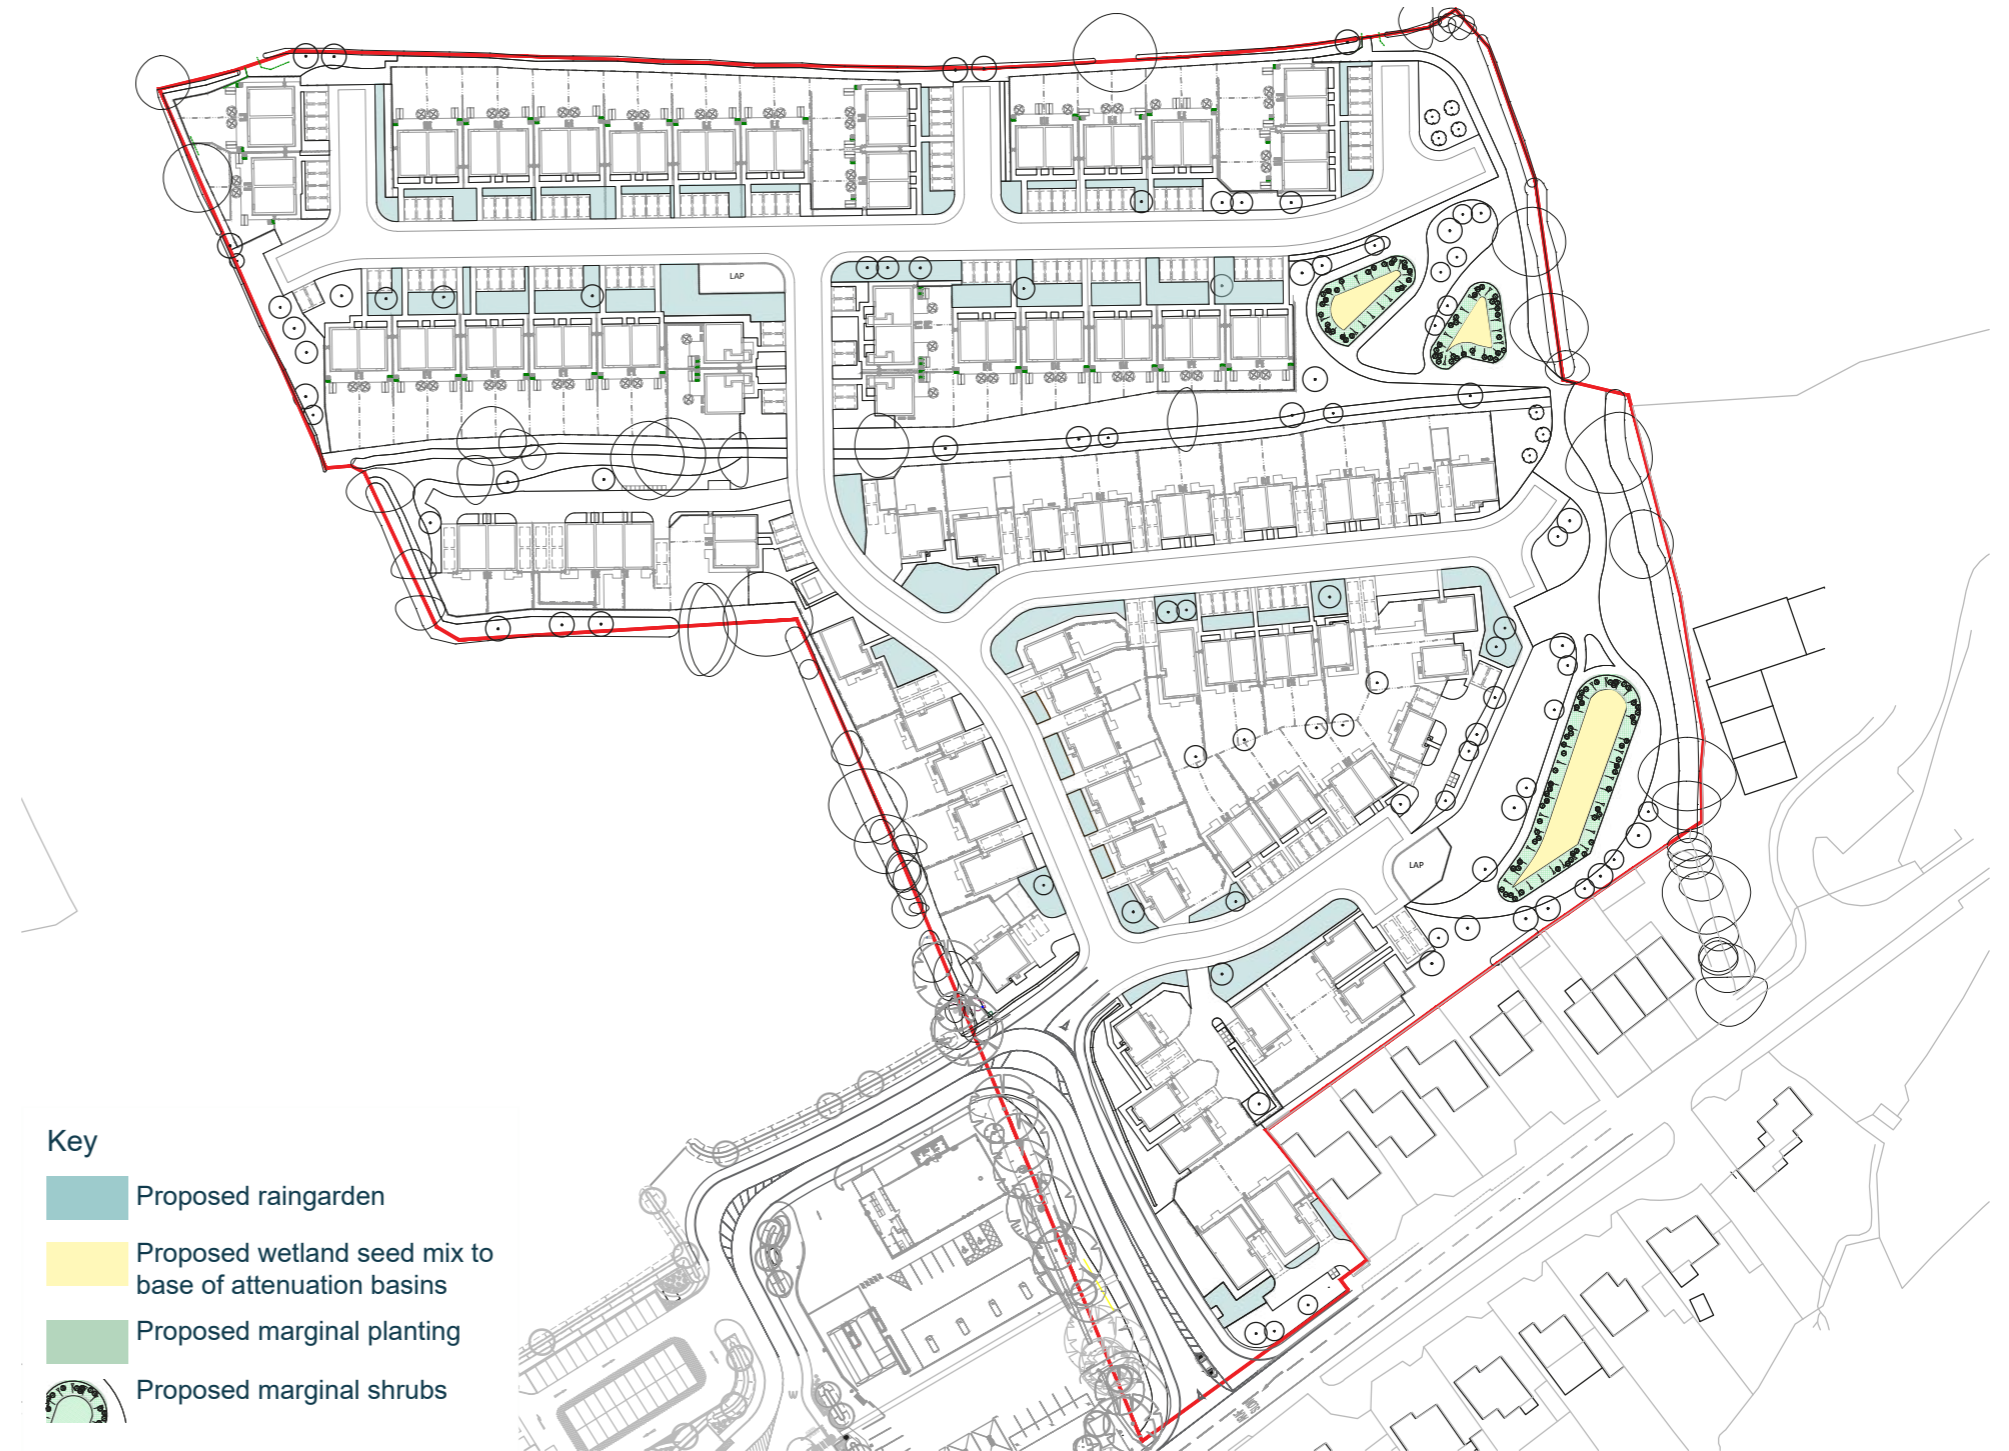 LAP
LAP
Key
Proposed raingarden
Proposed wetland seed mix to
base of attenuation basins
Proposed marginal planting
Proposed marginal shrubs